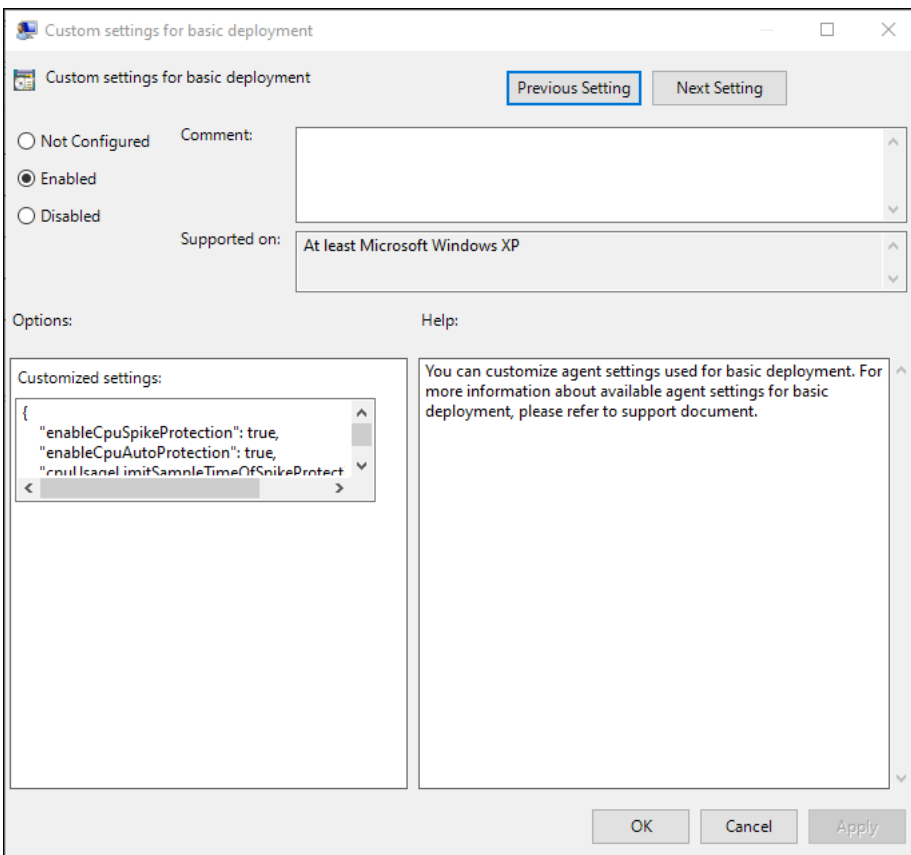 Custom settings for basic deployment
Custom settings for basic deployment
Previous Setting
Next Setting
Not Configured
Enabled
Disabled
Comment:
Supported on:
At least Microsoft Windows XP
Options:
Help:
Customized settings:
{
"enableCpuSpikeProtection": true,
"enableCpuAutoProtection": true,
"cpuUsageLimitSampleTimeOfSpikeProtect
You can customize agent settings used for basic deployment. For
more information about available agent settings for basic
deployment, please refer to support document.
OK
Cancel
Apply